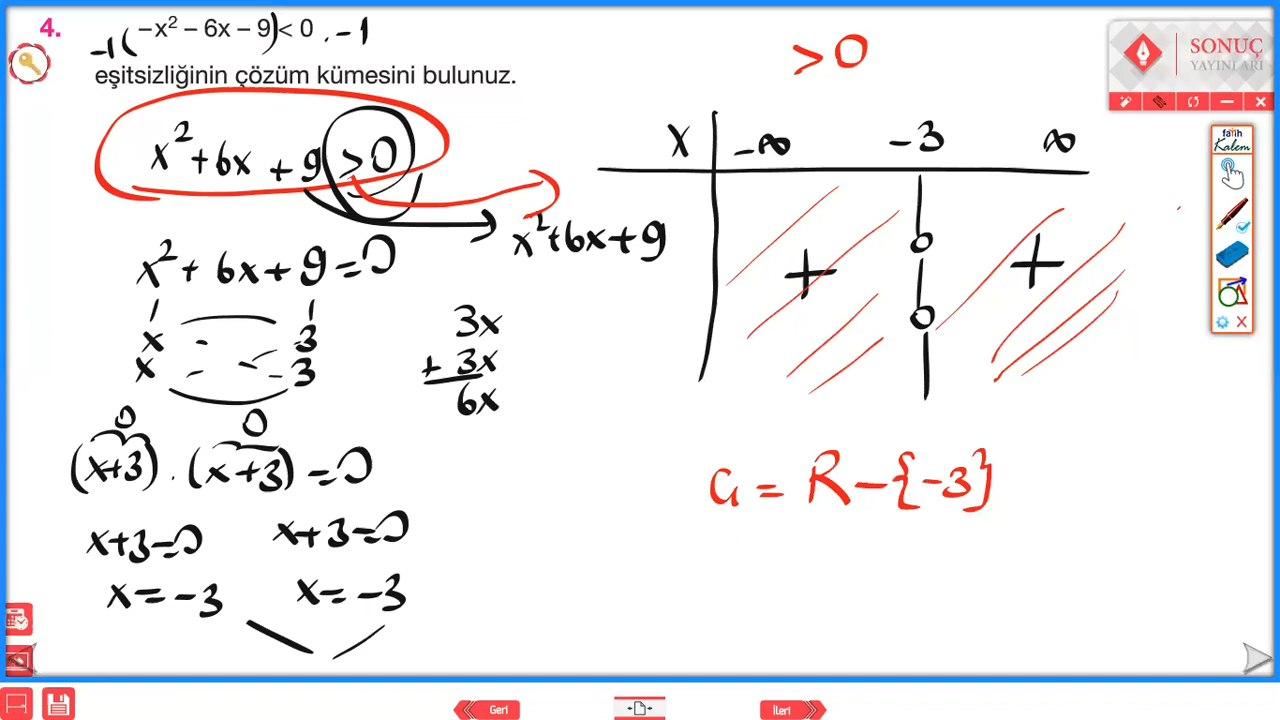 4. -1(-x² - 6x - 9) < 0 . -1
eşitsizliğinin çözüm kümesini bulunuz.
x² + 6x + 9 > 0
x² + 6x + 9 = 0
x 3
x 3
3x
+ 3x
6x
0 0
(x+3) . (x+3) = 0
x+3=0 x+3=0
x = -3 x = -3
> 0
x -∞ -3 ∞
x²+6x+9 + +
Ç = R - {-3}
SONUÇ
YAYINLARI
fatih
Kalem
Geri
İleri